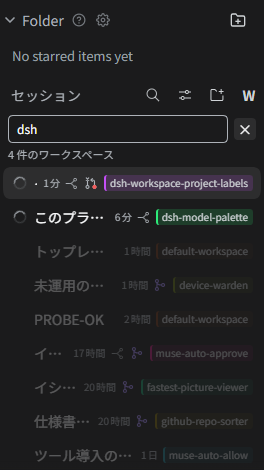 Folder
No starred items yet
セッション W
dsh
4 件のワークスペース
· 1分 dsh-workspace-project-labels
このプラ… 6分 dsh-model-palette
トップレ… 1時間 default-workspace
未運用の… 1時間 device-warden
PROBE-OK 2時間 default-workspace
イ… 17時間 muse-auto-approve
イシ… 20時間 fastest-picture-viewer
仕様書… 20時間 github-repo-sorter
ツール導入の… 1日 muse-auto-allow